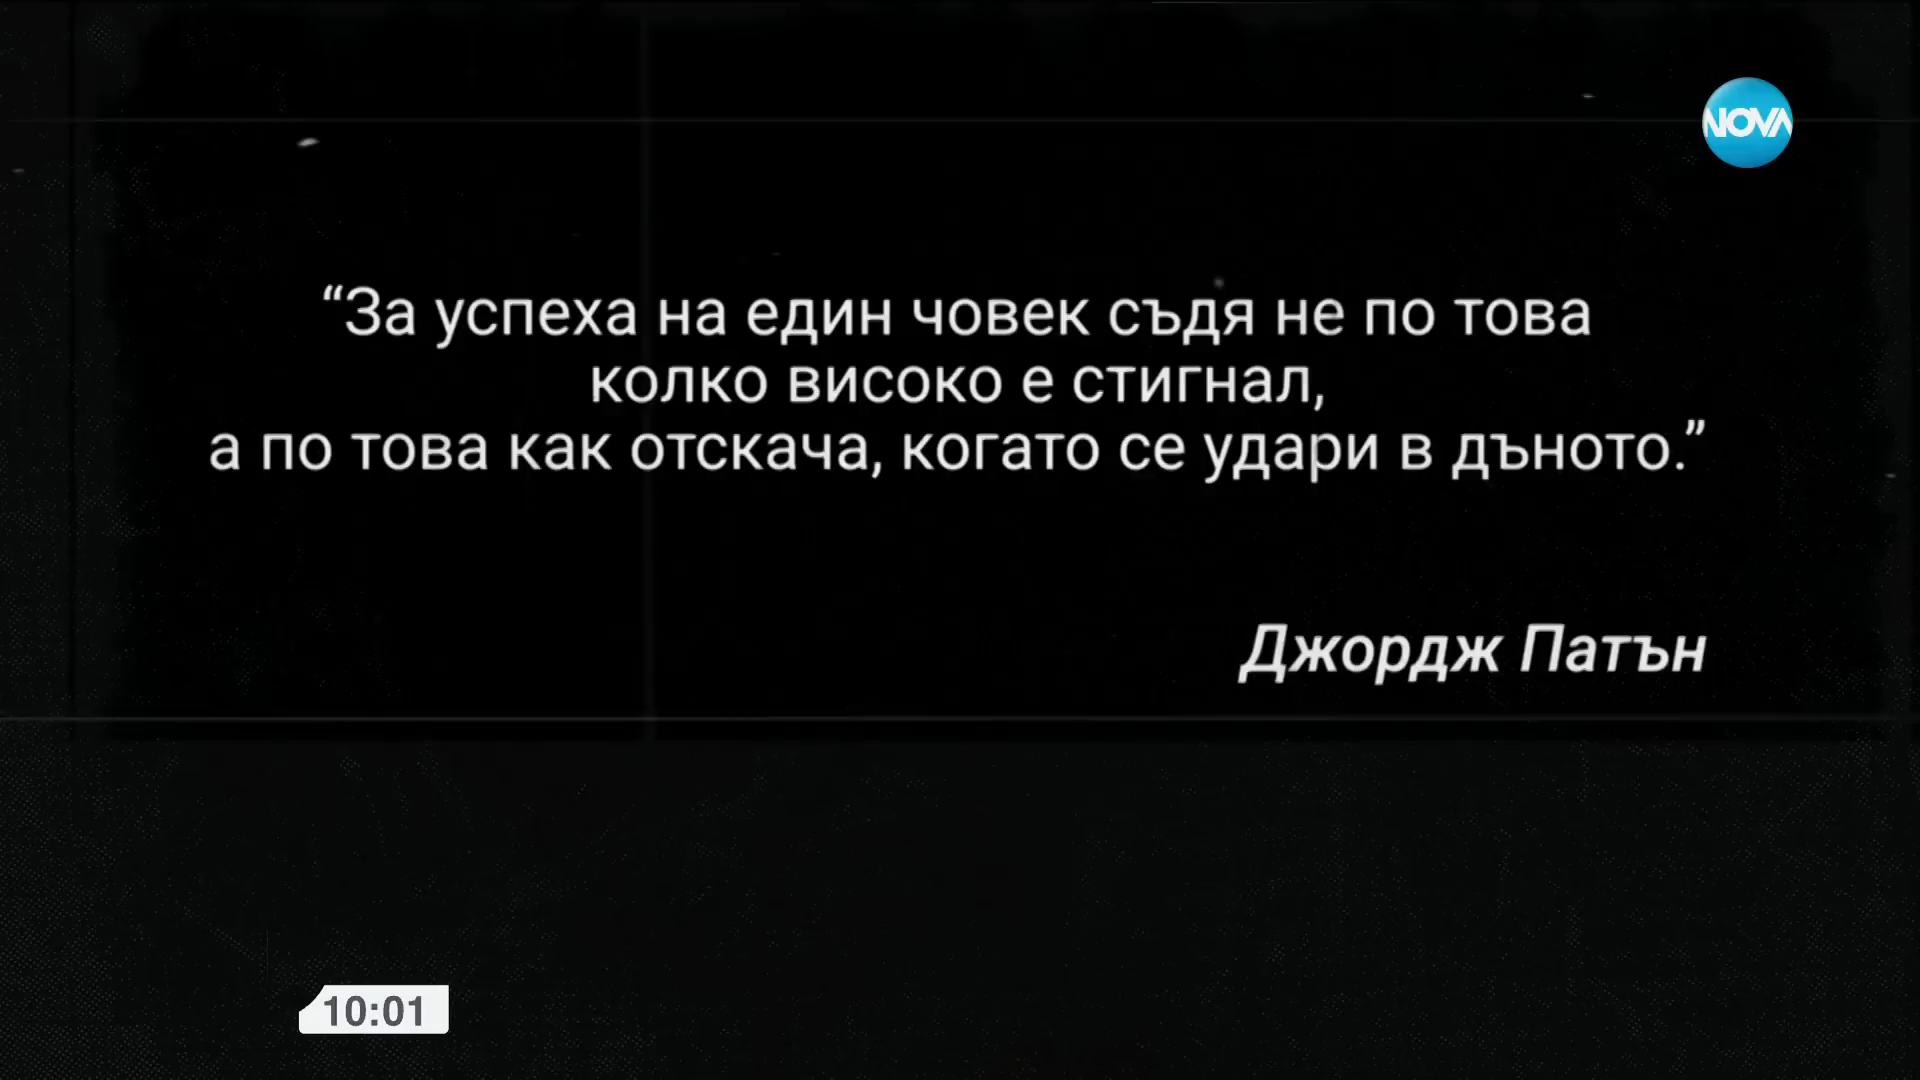 NOVA
“За успеха на един човек съдя не по това
колко високо е стигнал,
а по това как отскача, когато се удари в дъното.”
Джордж Патън
10:01